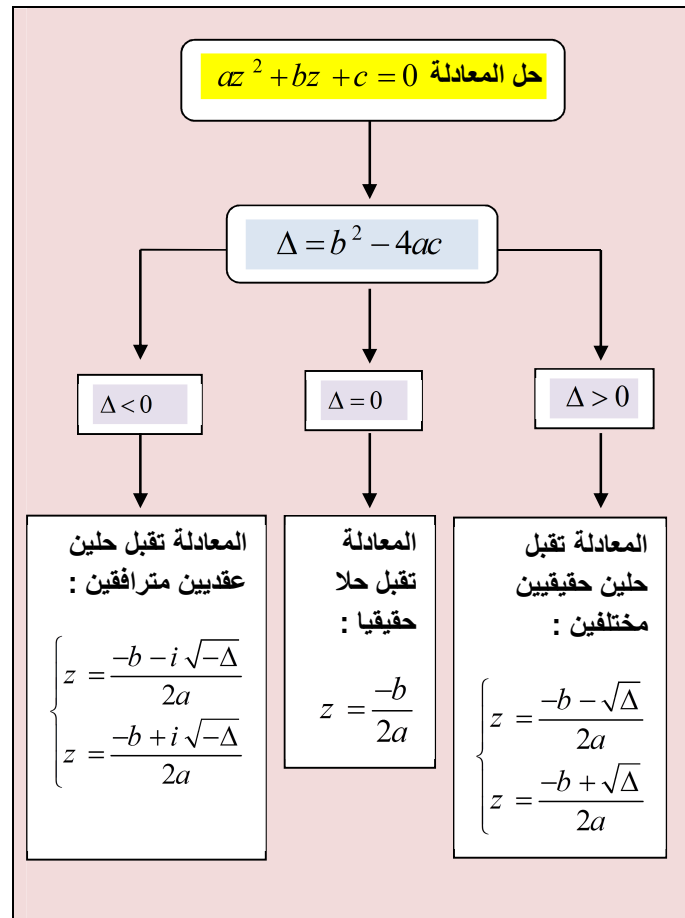 حل المعادلة az² + bz + c = 0
Δ = b² − 4ac
Δ > 0
Δ = 0
Δ < 0
المعادلة تقبل
حلين حقيقيين
مختلفين :
z = (−b − √Δ) / 2a
z = (−b + √Δ) / 2a
المعادلة
تقبل حلا
حقيقيا :
z = −b / 2a
المعادلة تقبل حلين
عقديين مترافقين :
z = (−b − i√−Δ) / 2a
z = (−b + i√−Δ) / 2a